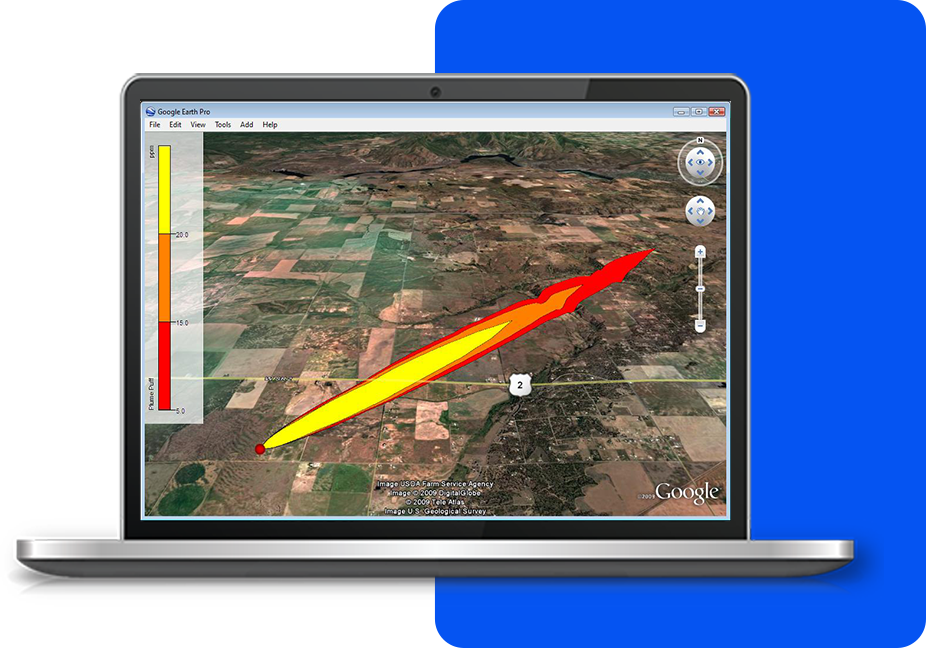 Google Earth Pro
File Edit View Tools Add Help
N
ppm
20.0
15.0
5.0
Plume Puff
2
Image USDA Farm Service Agency
Image © 2009 DigitalGlobe
© 2009 Tele Atlas
Image U.S. Geological Survey
©2009 Google